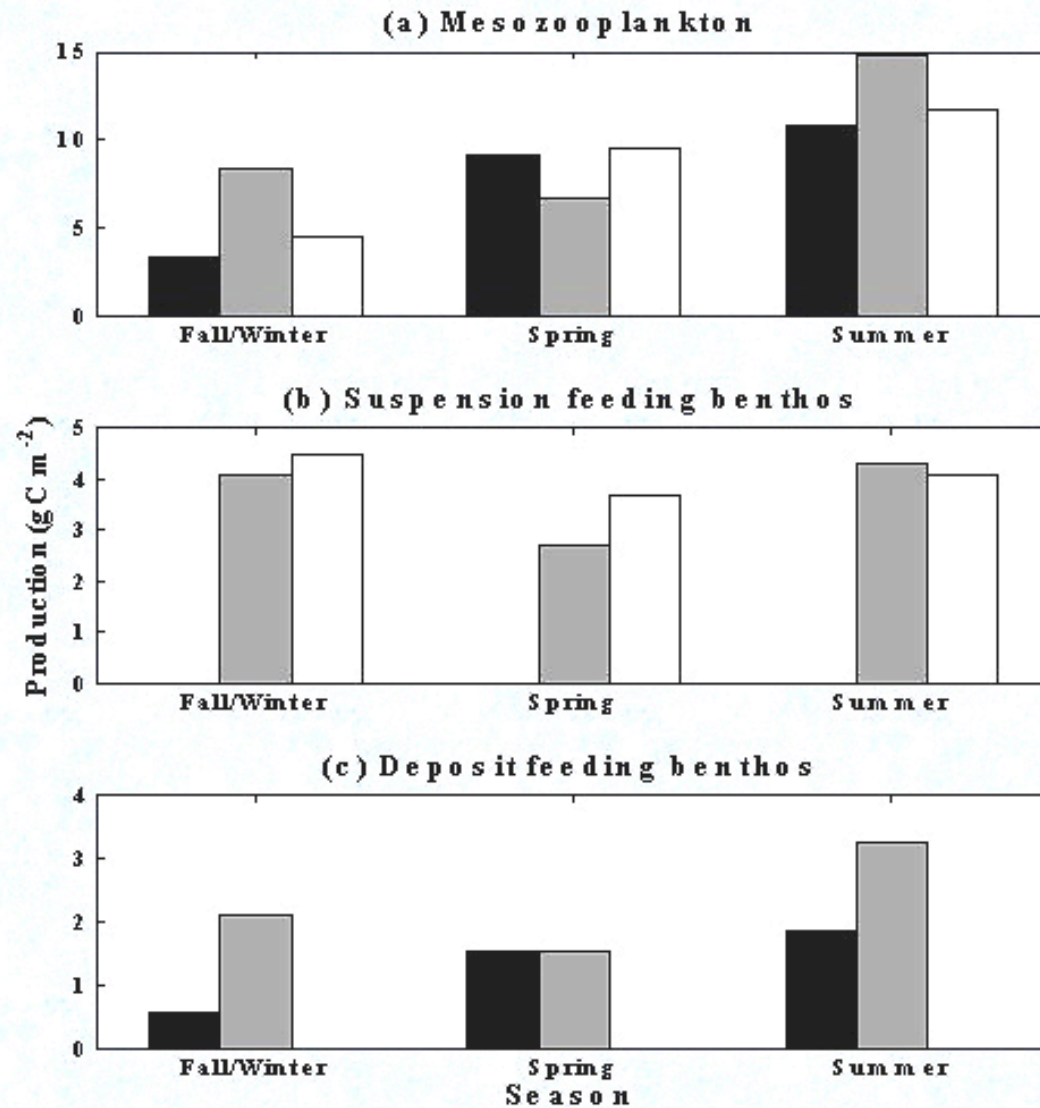 (a) Mesozooplankton
15
10
5
0
Fall/Winter Spring Summer
(b) Suspension feeding benthos
Production (gC m-2)
5
4
3
2
1
0
Fall/Winter Spring Summer
(c) Deposit feeding benthos
4
3
2
1
0
Fall/Winter Spring Summer
Season